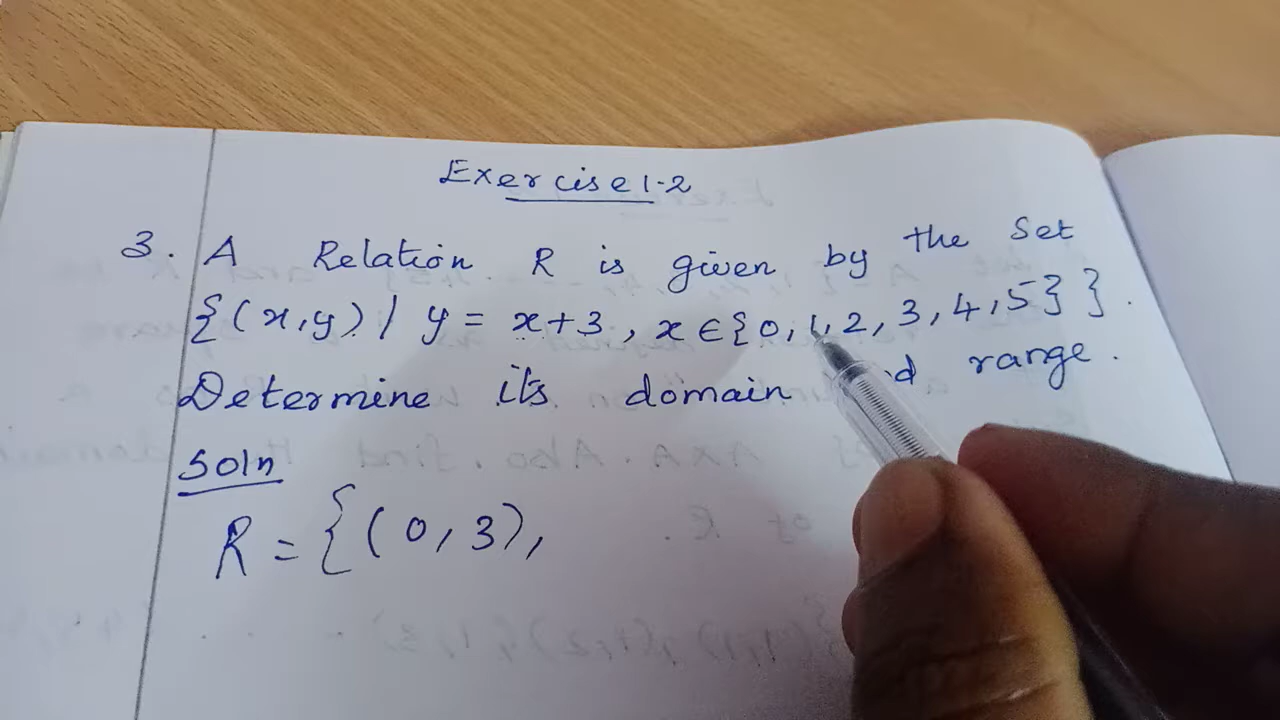 Exercise 1.2
3. A Relation R is given by the set
{(x,y) / y = x+3, x ∈ {0,1,2,3,4,5}}.
Determine its domain nd range.
Soln
R = {(0,3),